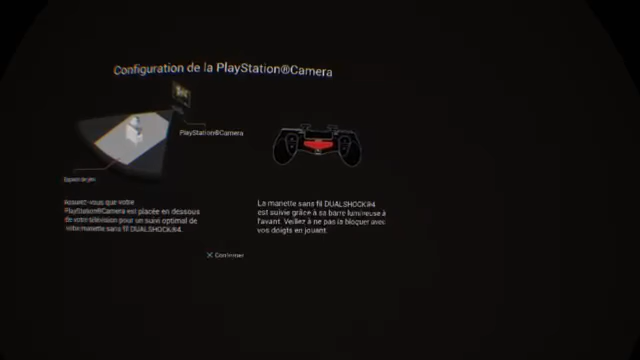 Configuration de la PlayStation®Camera
PlayStation®Camera
Espace de jeu
Assurez-vous que votre
PlayStation®Camera est placée en dessous
de votre télévision pour un suivi optimal de
votre manette sans fil DUALSHOCK®4.
La manette sans fil DUALSHOCK®4
est suivie grâce à sa barre lumineuse à
l'avant. Veillez à ne pas la bloquer avec
vos doigts en jouant.
Confirmer